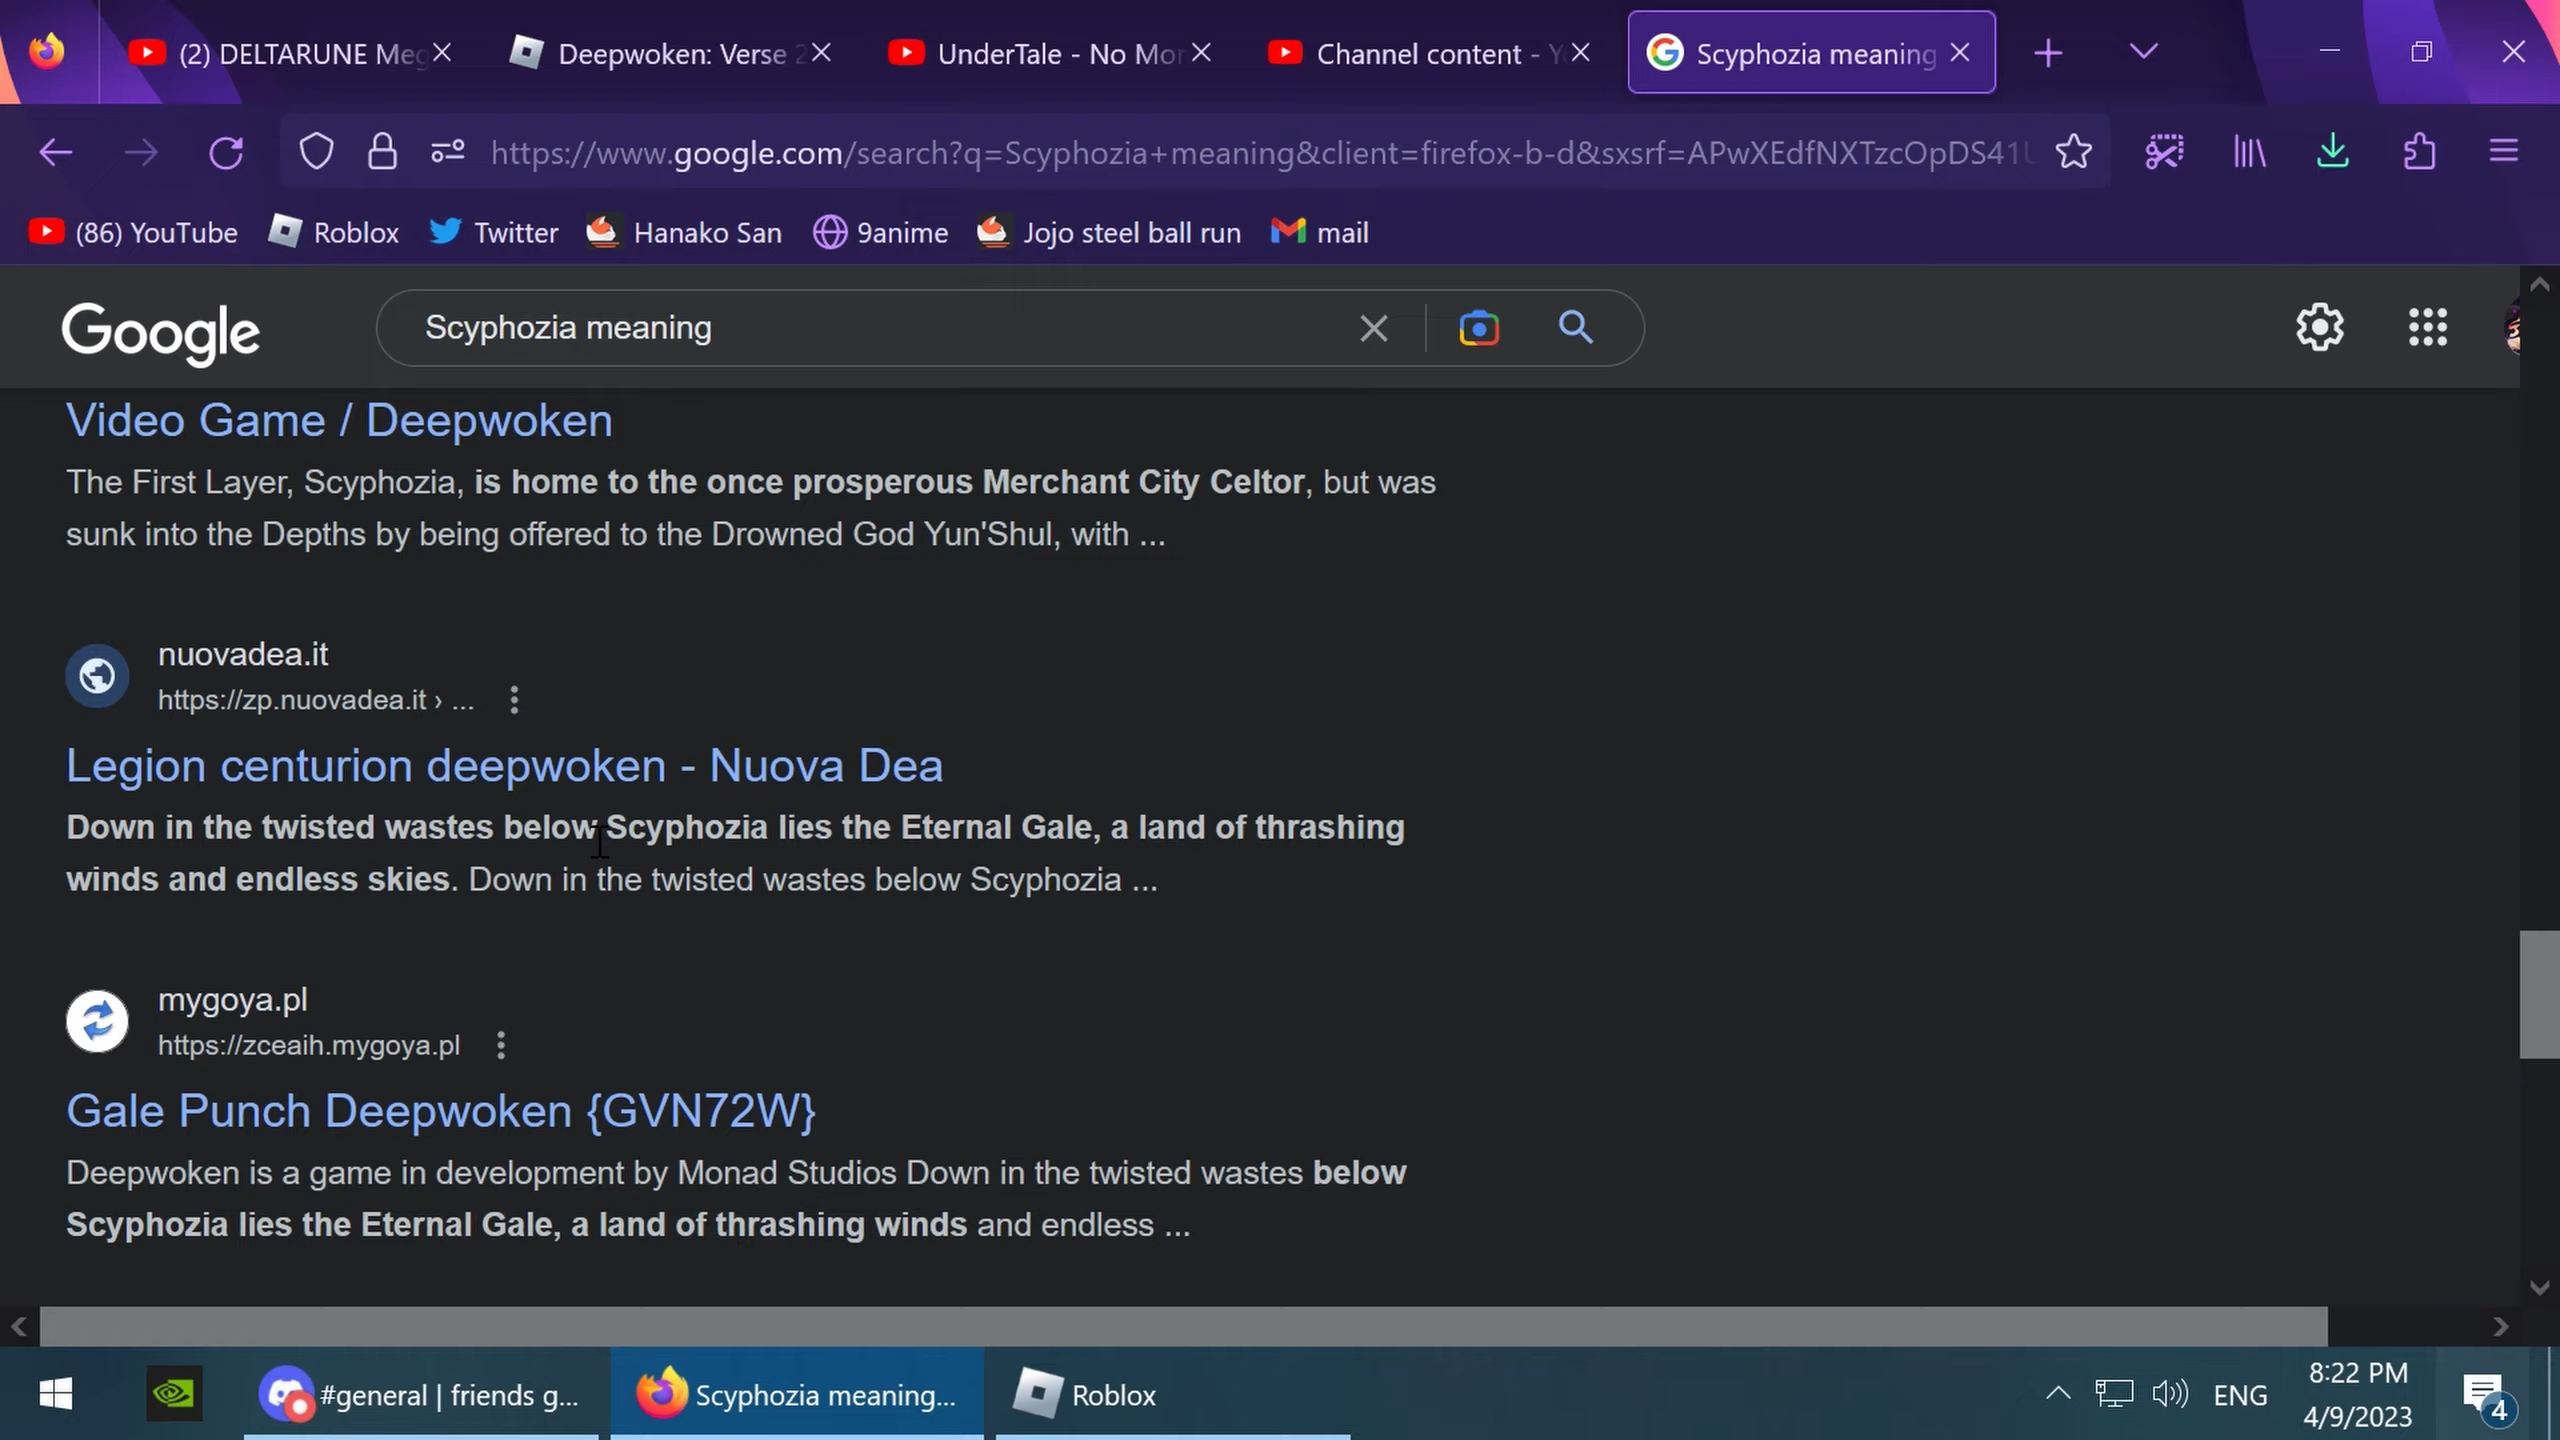 (2) DELTARUNE Meg
Deepwoken: Verse 2
UnderTale - No Mor
Channel content - Y
Scyphozia meaning
https://www.google.com/search?q=Scyphozia+meaning&client=firefox-b-d&sxsrf=APwXEdfNXTzcOpDS41U
(86) YouTube
Roblox
Twitter
Hanako San
9anime
Jojo steel ball run
mail
Google
Scyphozia meaning
Video Game / Deepwoken
The First Layer, Scyphozia, is home to the once prosperous Merchant City Celtor, but was
sunk into the Depths by being offered to the Drowned God Yun'Shul, with ...
nuovadea.it
https://zp.nuovadea.it › ...
Legion centurion deepwoken - Nuova Dea
Down in the twisted wastes below Scyphozia lies the Eternal Gale, a land of thrashing
winds and endless skies. Down in the twisted wastes below Scyphozia ...
mygoya.pl
https://zceaih.mygoya.pl
Gale Punch Deepwoken {GVN72W}
Deepwoken is a game in development by Monad Studios Down in the twisted wastes below
Scyphozia lies the Eternal Gale, a land of thrashing winds and endless ...
#general | friends g...
Scyphozia meaning...
Roblox
ENG
8:22 PM
4/9/2023
4